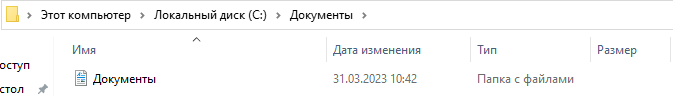 Этот компьютер > Локальный диск (C:) > Документы >
Имя Дата изменения Тип Размер
оступ
Документы 31.03.2023 10:42 Папка с файлами
стол